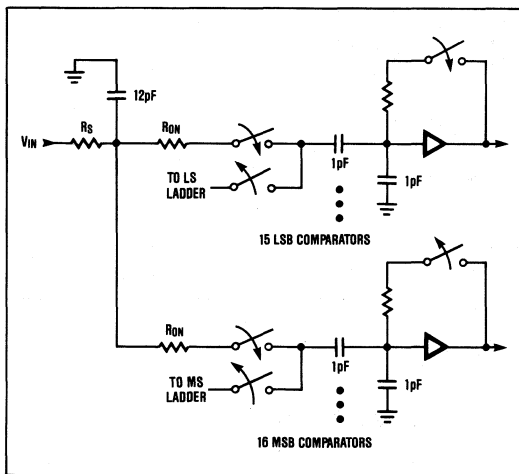 12pF
VIN
RS
RON
TO LS
LADDER
1pF
1pF
15 LSB COMPARATORS
RON
TO MS
LADDER
1pF
1pF
16 MSB COMPARATORS